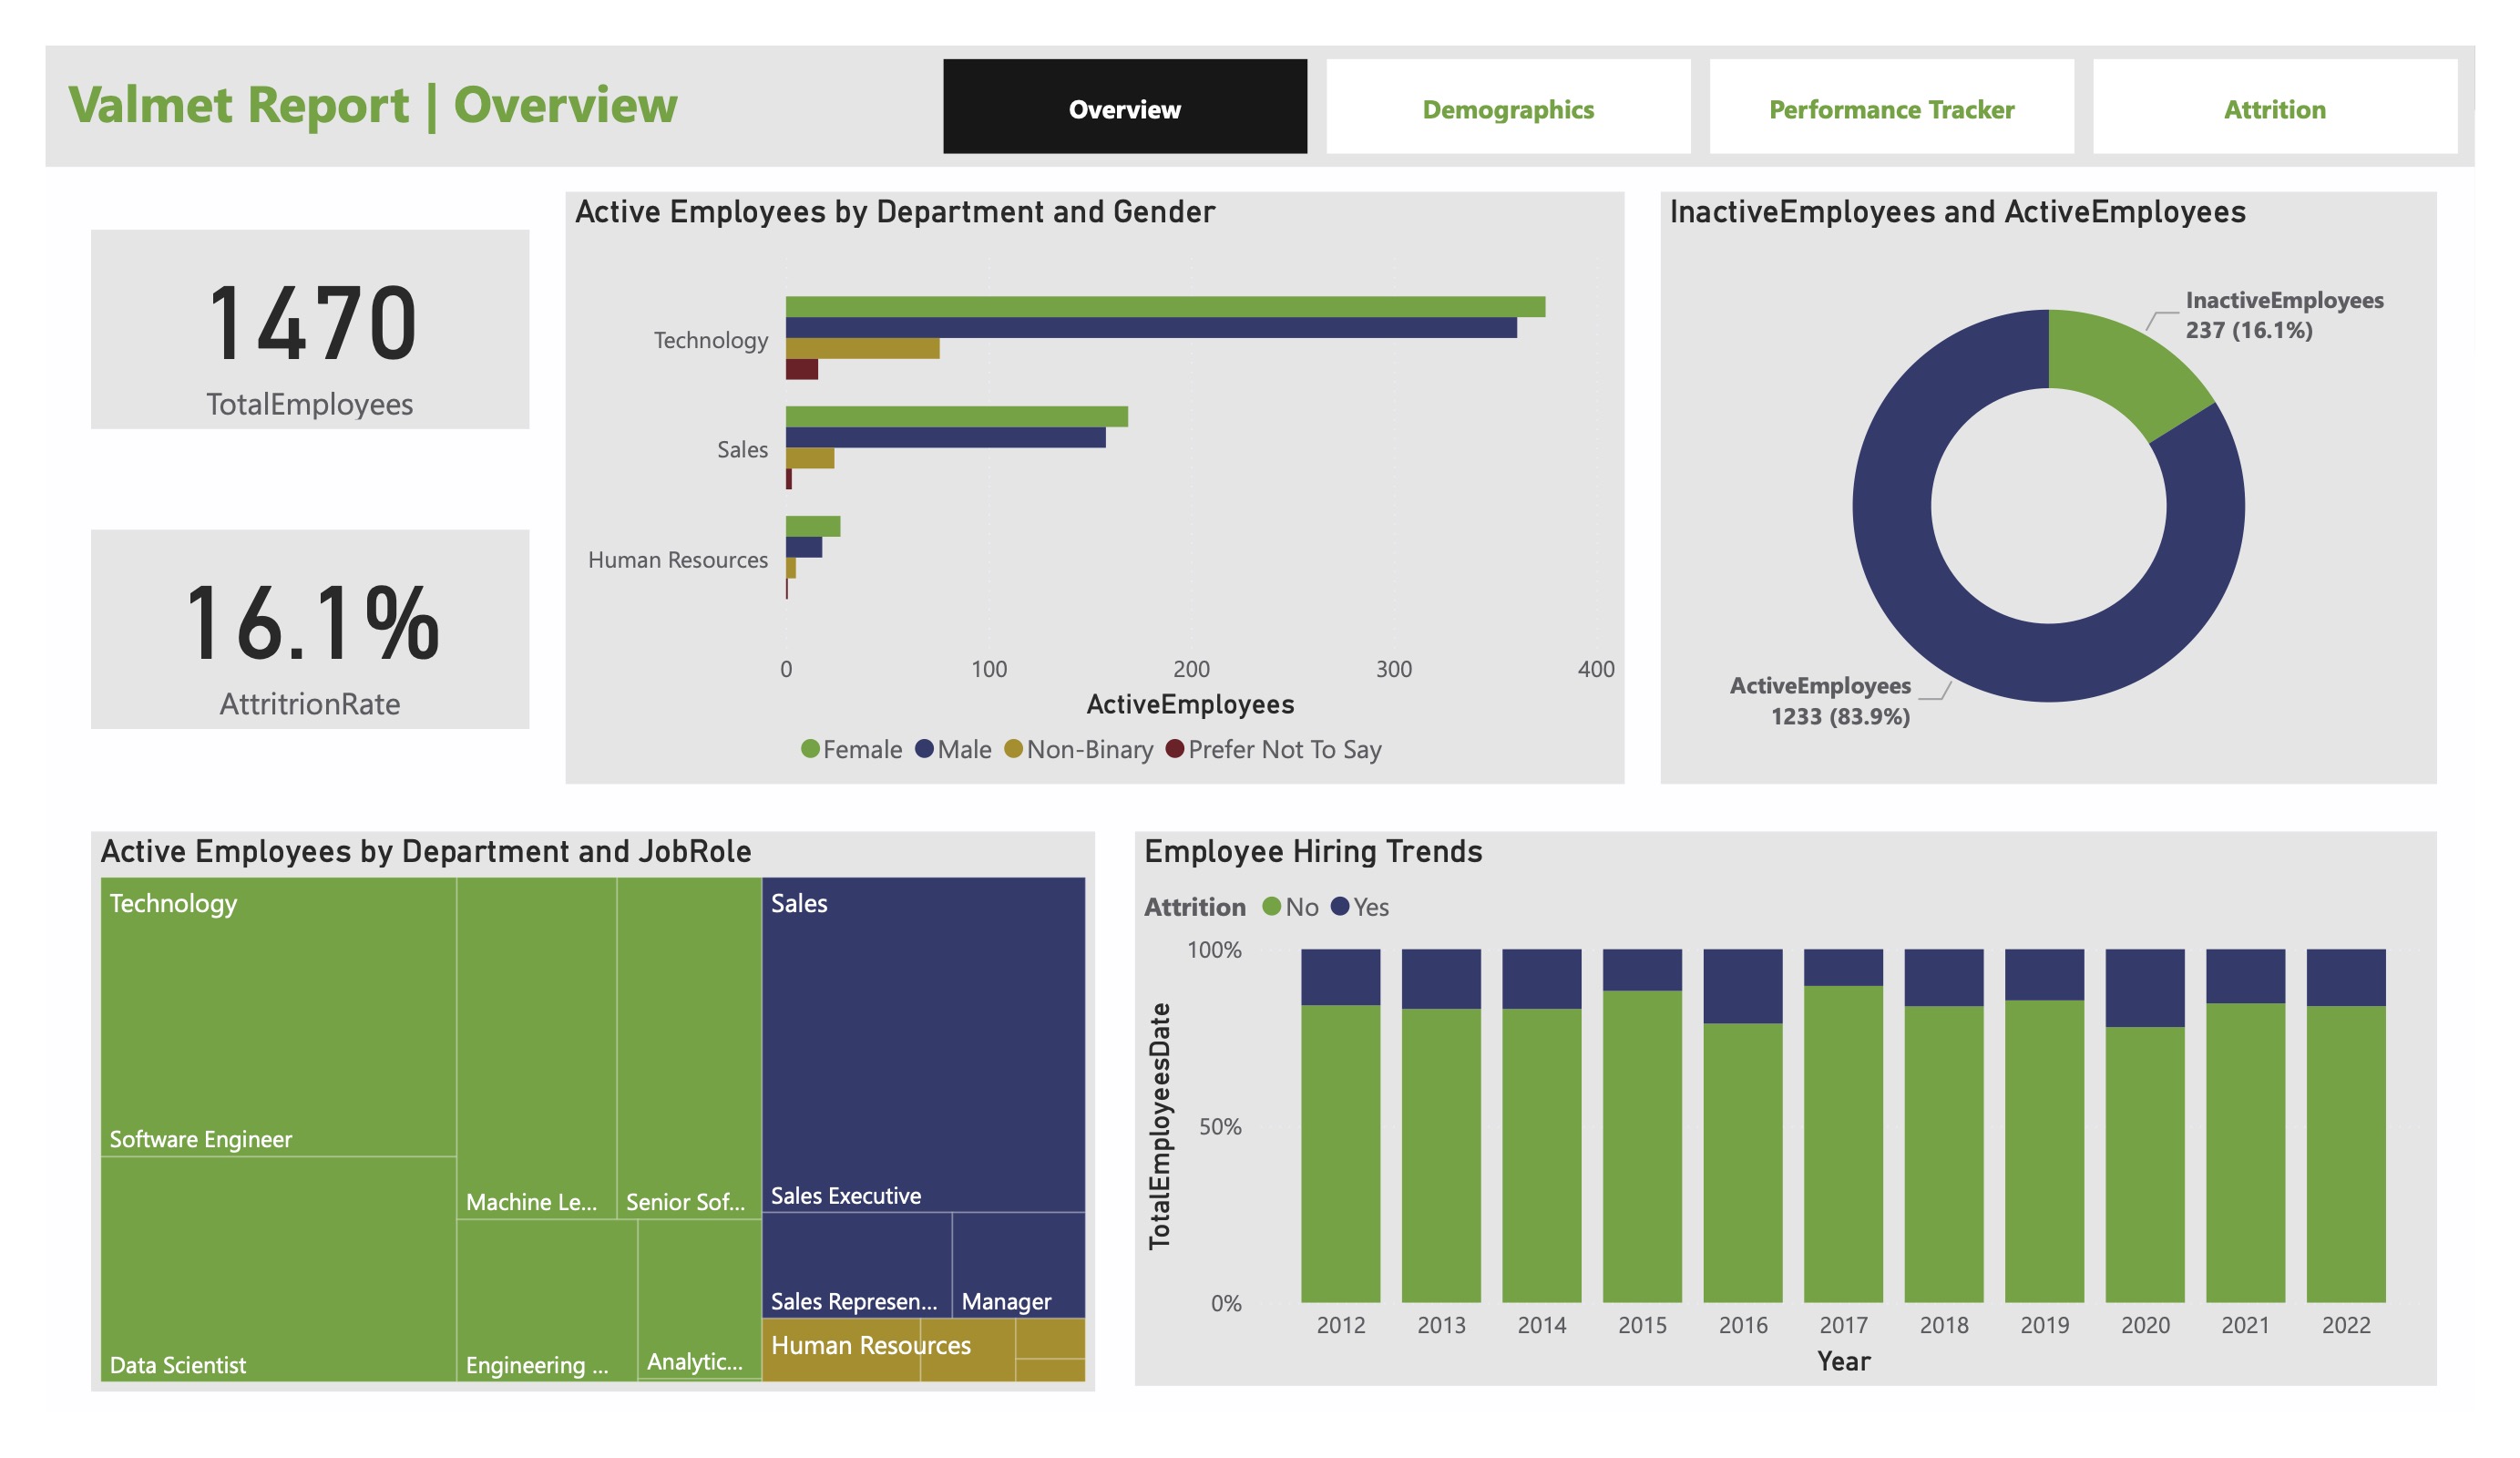 Valmet Report | Overview
Overview
Demographics
Performance Tracker
Attrition
1470
TotalEmployees
16.1%
AttritrionRate
Active Employees by Department and Gender
Technology
Sales
Human Resources
0 100 200 300 400
ActiveEmployees
Female Male Non-Binary Prefer Not To Say
InactiveEmployees and ActiveEmployees
InactiveEmployees
237 (16.1%)
ActiveEmployees
1233 (83.9%)
Active Employees by Department and JobRole
Technology
Software Engineer
Data Scientist
Machine Le...
Senior Sof...
Engineering ...
Analytic...
Sales
Sales Executive
Sales Represen...
Manager
Human Resources
Employee Hiring Trends
Attrition No Yes
TotalEmployeesDate
100%
50%
0%
2012 2013 2014 2015 2016 2017 2018 2019 2020 2021 2022
Year